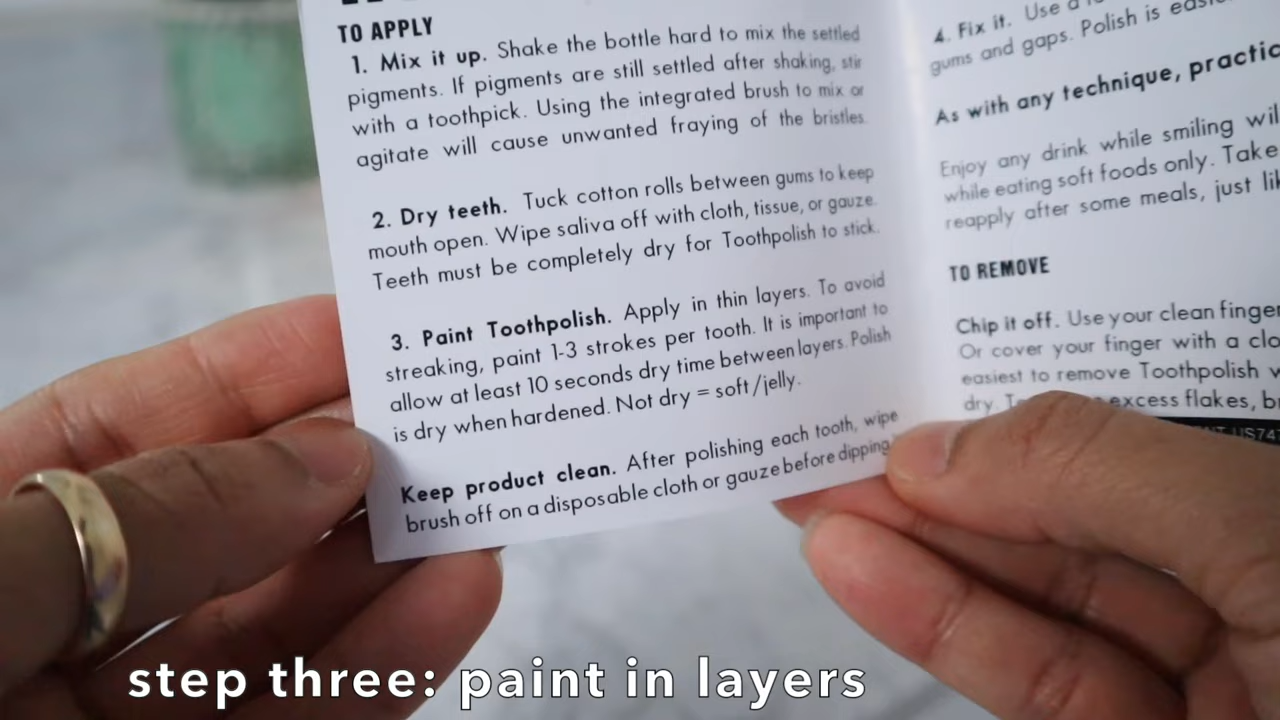 TO APPLY
1. Mix it up. Shake the bottle hard to mix the settled
pigments. If pigments are still settled after shaking, stir
with a toothpick. Using the integrated brush to mix or
agitate will cause unwanted fraying of the bristles.
2. Dry teeth. Tuck cotton rolls between gums to keep
mouth open. Wipe saliva off with cloth, tissue, or gauze.
Teeth must be completely dry for Toothpolish to stick.
3. Paint Toothpolish. Apply in thin layers. To avoid
streaking, paint 1-3 strokes per tooth. It is important to
allow at least 10 seconds dry time between layers. Polish
is dry when hardened. Not dry = soft/jelly.
Keep product clean. After polishing each tooth, wipe
brush off on a disposable cloth or gauze before dipping
4. Fix it. Use a
gums and gaps. Polish is
As with any technique,
Enjoy any drink while smiling
while eating soft foods only. Take
reapply after some meals, just
TO REMOVE
Chip it off. Use your clean
Or cover your finger with a
easiest to remove Toothpolish
dry. excess flakes,
step three: paint in layers